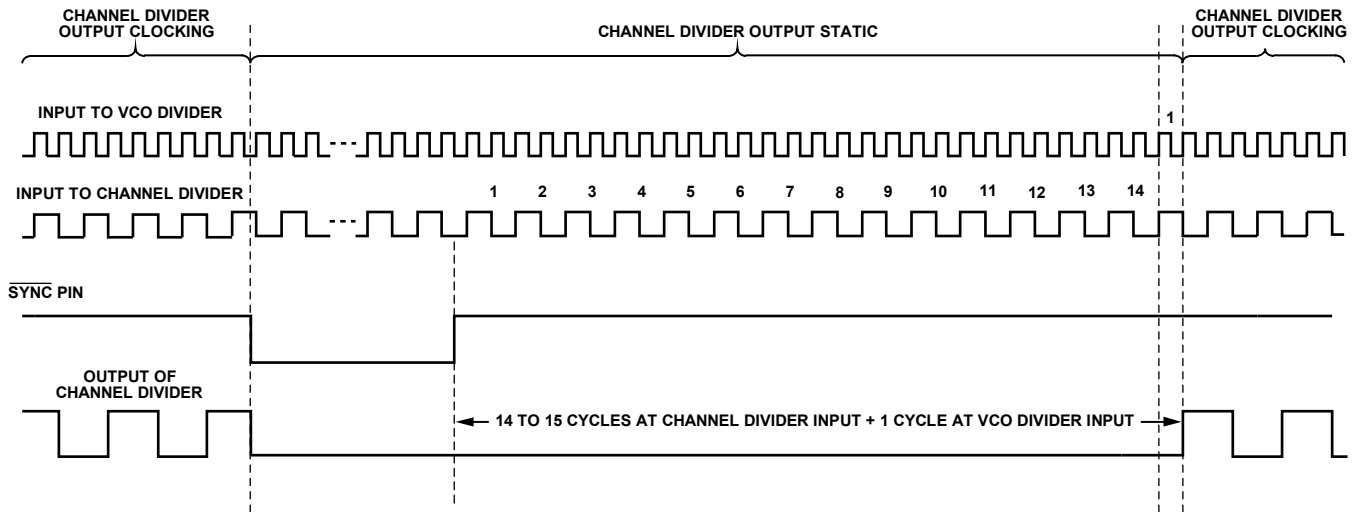 CHANNEL DIVIDER
OUTPUT CLOCKING
CHANNEL DIVIDER OUTPUT STATIC
CHANNEL DIVIDER
OUTPUT CLOCKING
INPUT TO VCO DIVIDER
1
INPUT TO CHANNEL DIVIDER
1 2 3 4 5 6 7 8 9 10 11 12 13 14
SYNC PIN
OUTPUT OF
CHANNEL DIVIDER
14 TO 15 CYCLES AT CHANNEL DIVIDER INPUT + 1 CYCLE AT VCO DIVIDER INPUT